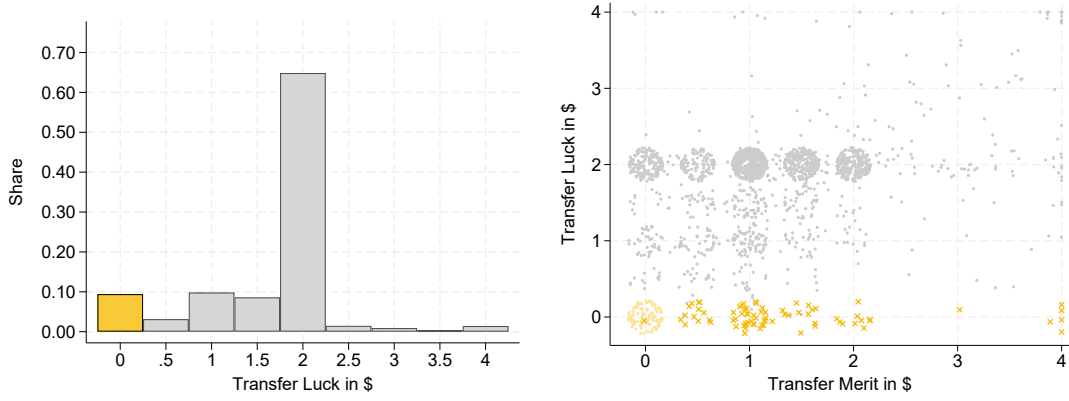 Share
0.70
0.60
0.50
0.40
0.30
0.20
0.10
0.00
0 .5 1 1.5 2 2.5 3 3.5 4
Transfer Luck in $
Transfer Luck in $
4
3
2
1
0
0 1 2 3 4
Transfer Merit in $